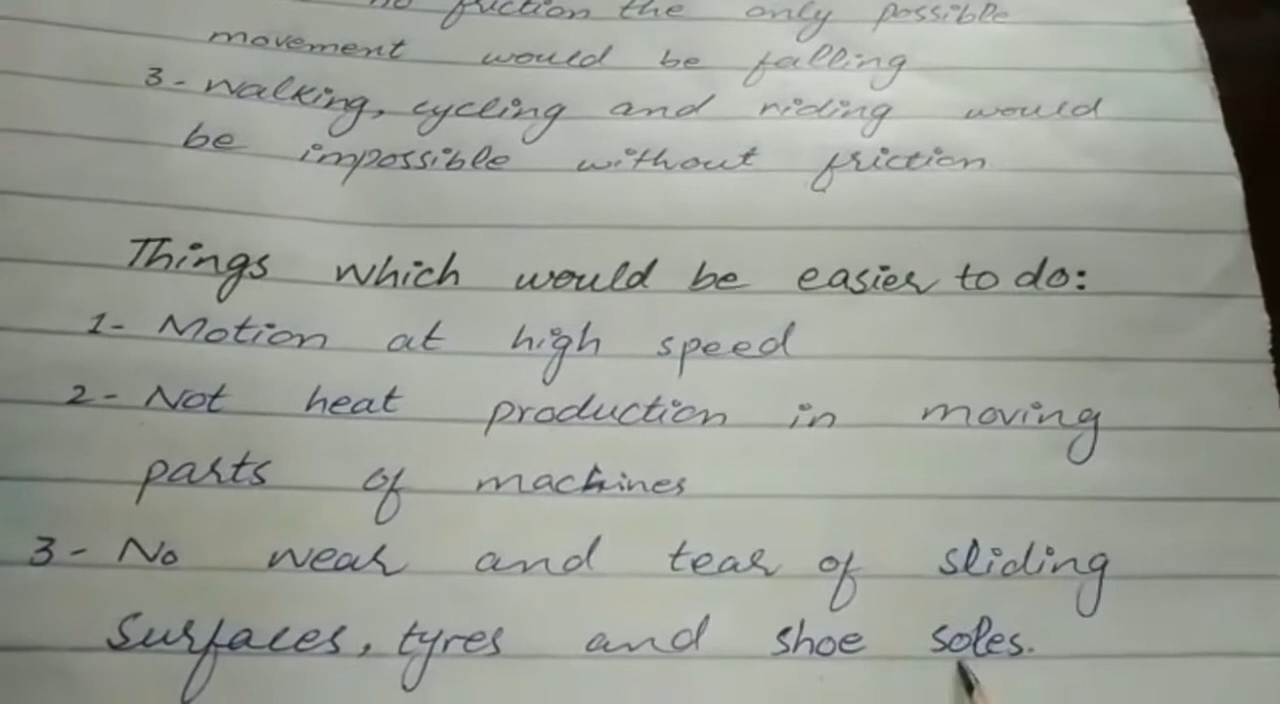 no friction the only possible
movement would be falling
3- walking, cycling and riding would
be impossible without friction
Things which would be easier to do:
1- Motion at high speed
2- Not heat production in moving
parts of machines
3- No wear and tear of sliding
surfaces, tyres and shoe soles.